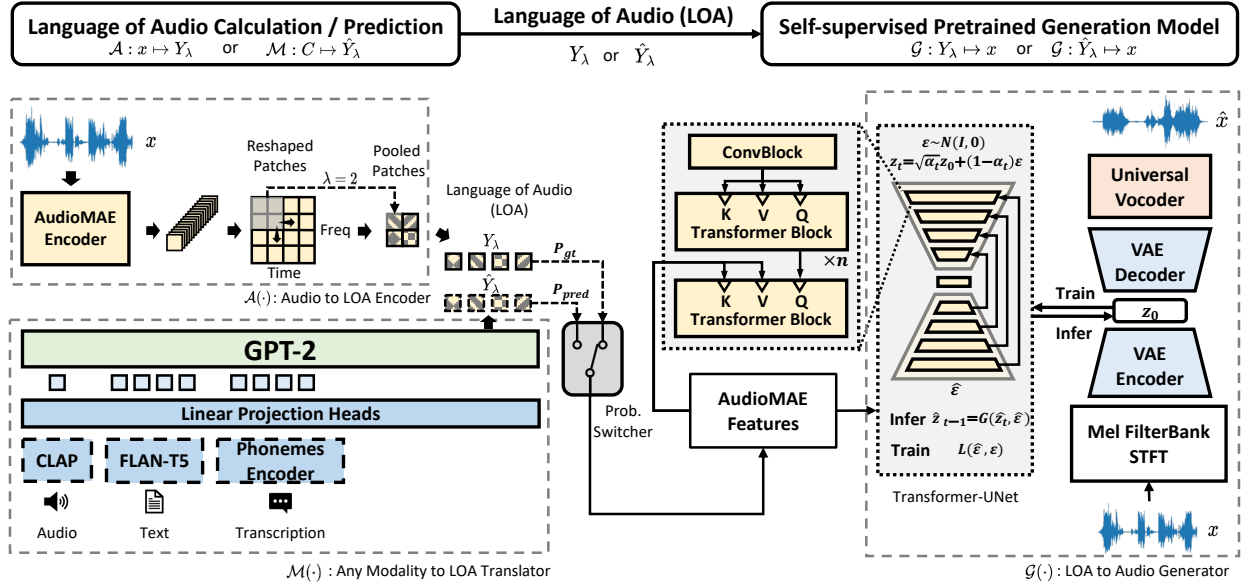 Language of Audio Calculation / Prediction
𝒜 : x ↦ Y_λ or ℳ : C ↦ Ŷ_λ
Language of Audio (LOA)
Y_λ or Ŷ_λ
Self-supervised Pretrained Generation Model
𝒢 : Y_λ ↦ x or 𝒢 : Ŷ_λ ↦ x
x
AudioMAE
Encoder
Reshaped
Patches
λ = 2
Pooled
Patches
Freq
Time
𝒜(·) : Audio to LOA Encoder
Language of Audio
(LOA)
Y_λ
Ŷ_λ
P_gt
P_pred
Prob.
Switcher
GPT-2
Linear Projection Heads
CLAP
FLAN-T5
Phonemes
Encoder
Audio
Text
Transcription
ℳ(·) : Any Modality to LOA Translator
ConvBlock
K V Q
Transformer Block
×n
K V Q
Transformer Block
AudioMAE
Features
ε~N(I, 0)
z_t=√α_t z_0+(1−α_t)ε
ε̂
Infer ẑ_t−1=G(ẑ_t, ε̂)
Train L(ε̂, ε)
Transformer-UNet
Train
Infer
x̂
Universal
Vocoder
VAE
Decoder
z_0
VAE
Encoder
Mel FilterBank
STFT
x
𝒢(·) : LOA to Audio Generator